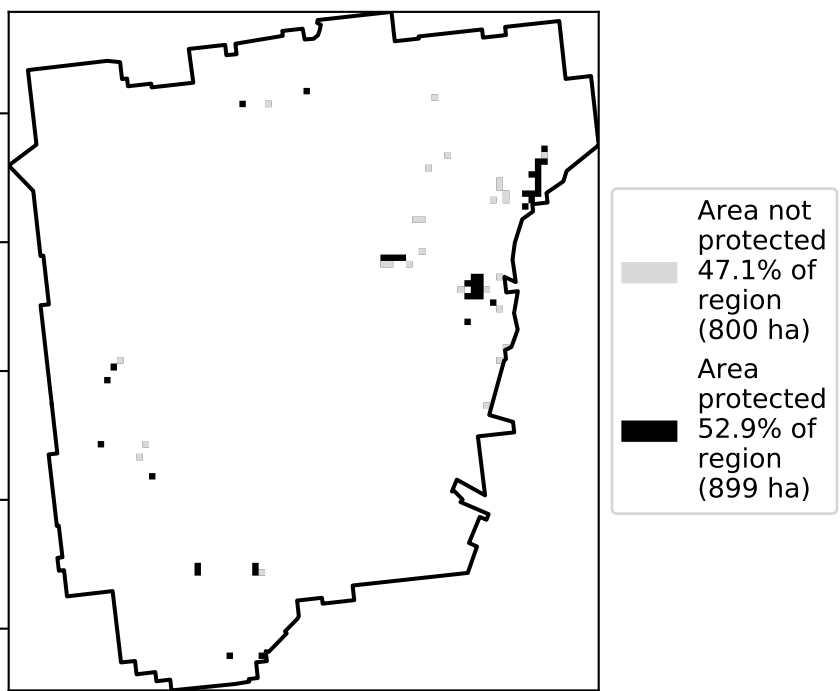 Area not
protected
47.1% of
region
(800 ha)
Area
protected
52.9% of
region
(899 ha)